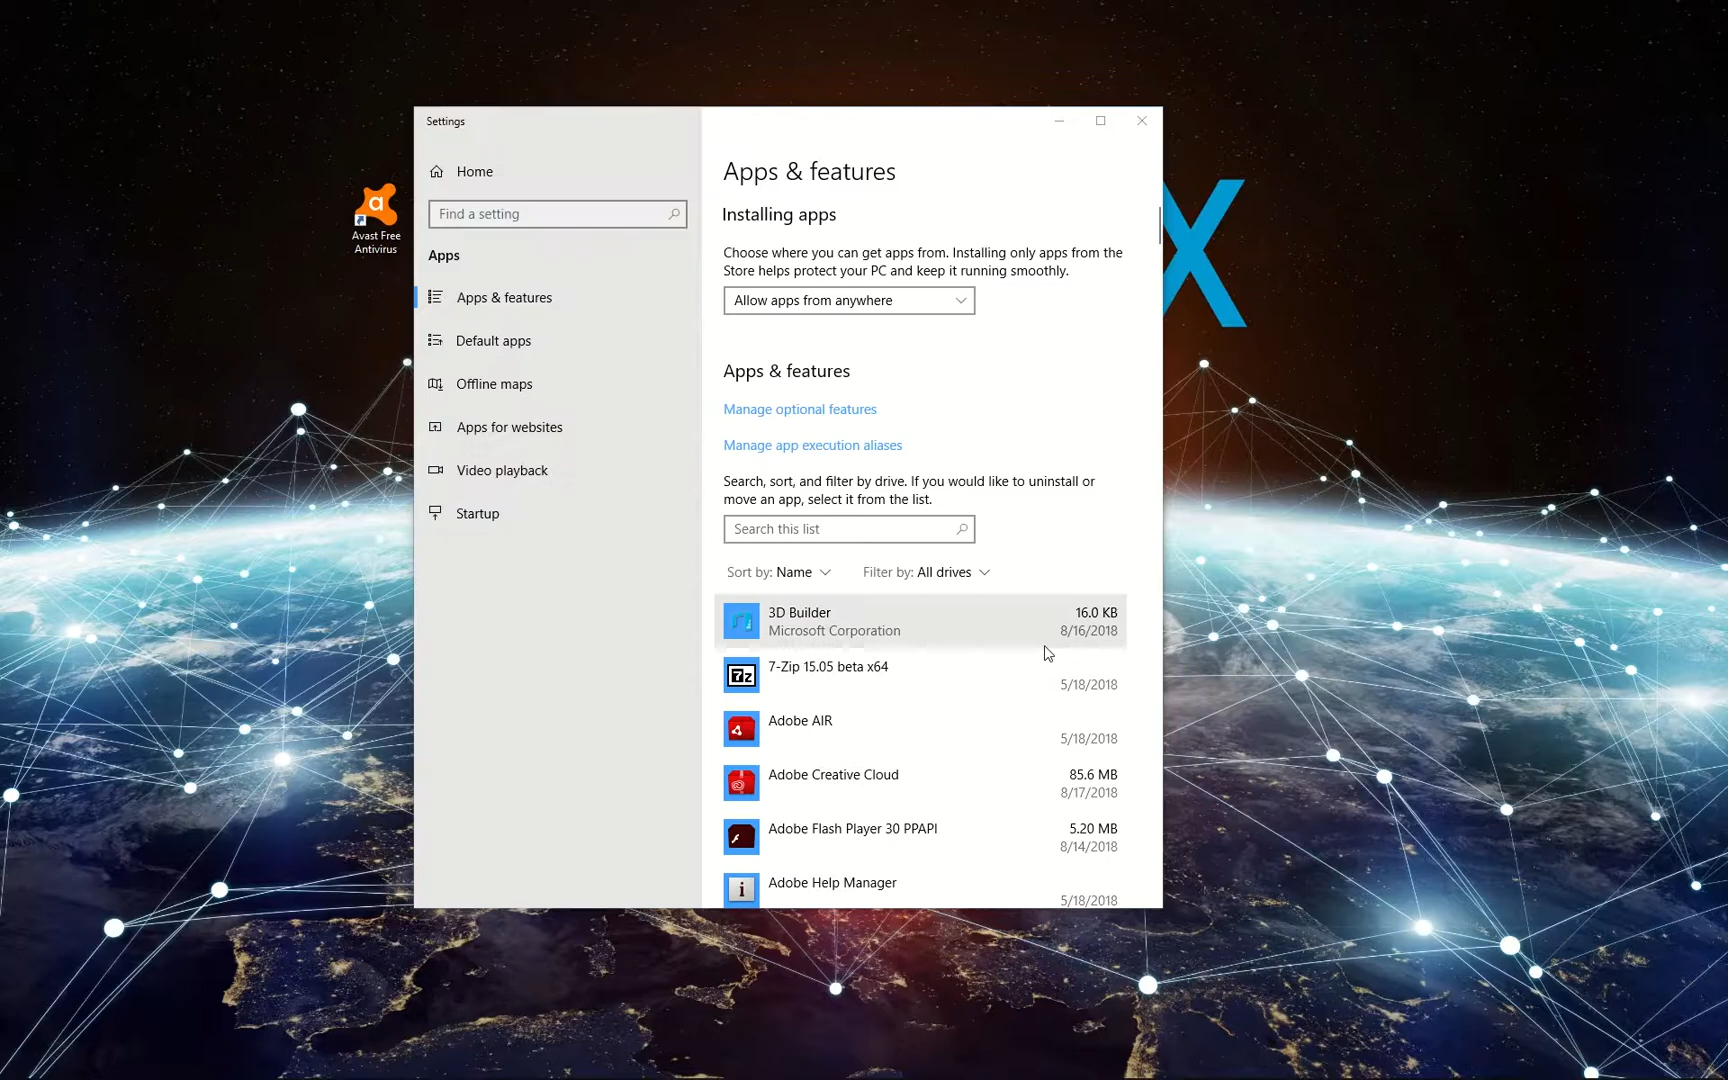 Settings
Home
Find a setting
Apps
Apps & features
Default apps
Offline maps
Apps for websites
Video playback
Startup
Avast Free
Antivirus
X
Apps & features
Installing apps
Choose where you can get apps from. Installing only apps from the
Store helps protect your PC and keep it running smoothly.
Allow apps from anywhere
Apps & features
Manage optional features
Manage app execution aliases
Search, sort, and filter by drive. If you would like to uninstall or
move an app, select it from the list.
Search this list
Sort by: Name Filter by: All drives
3D Builder 16.0 KB
Microsoft Corporation 8/16/2018
7z
7-Zip 15.05 beta x64
5/18/2018
Adobe AIR
5/18/2018
Adobe Creative Cloud 85.6 MB
8/17/2018
Adobe Flash Player 30 PPAPI 5.20 MB
8/14/2018
Adobe Help Manager
5/18/2018